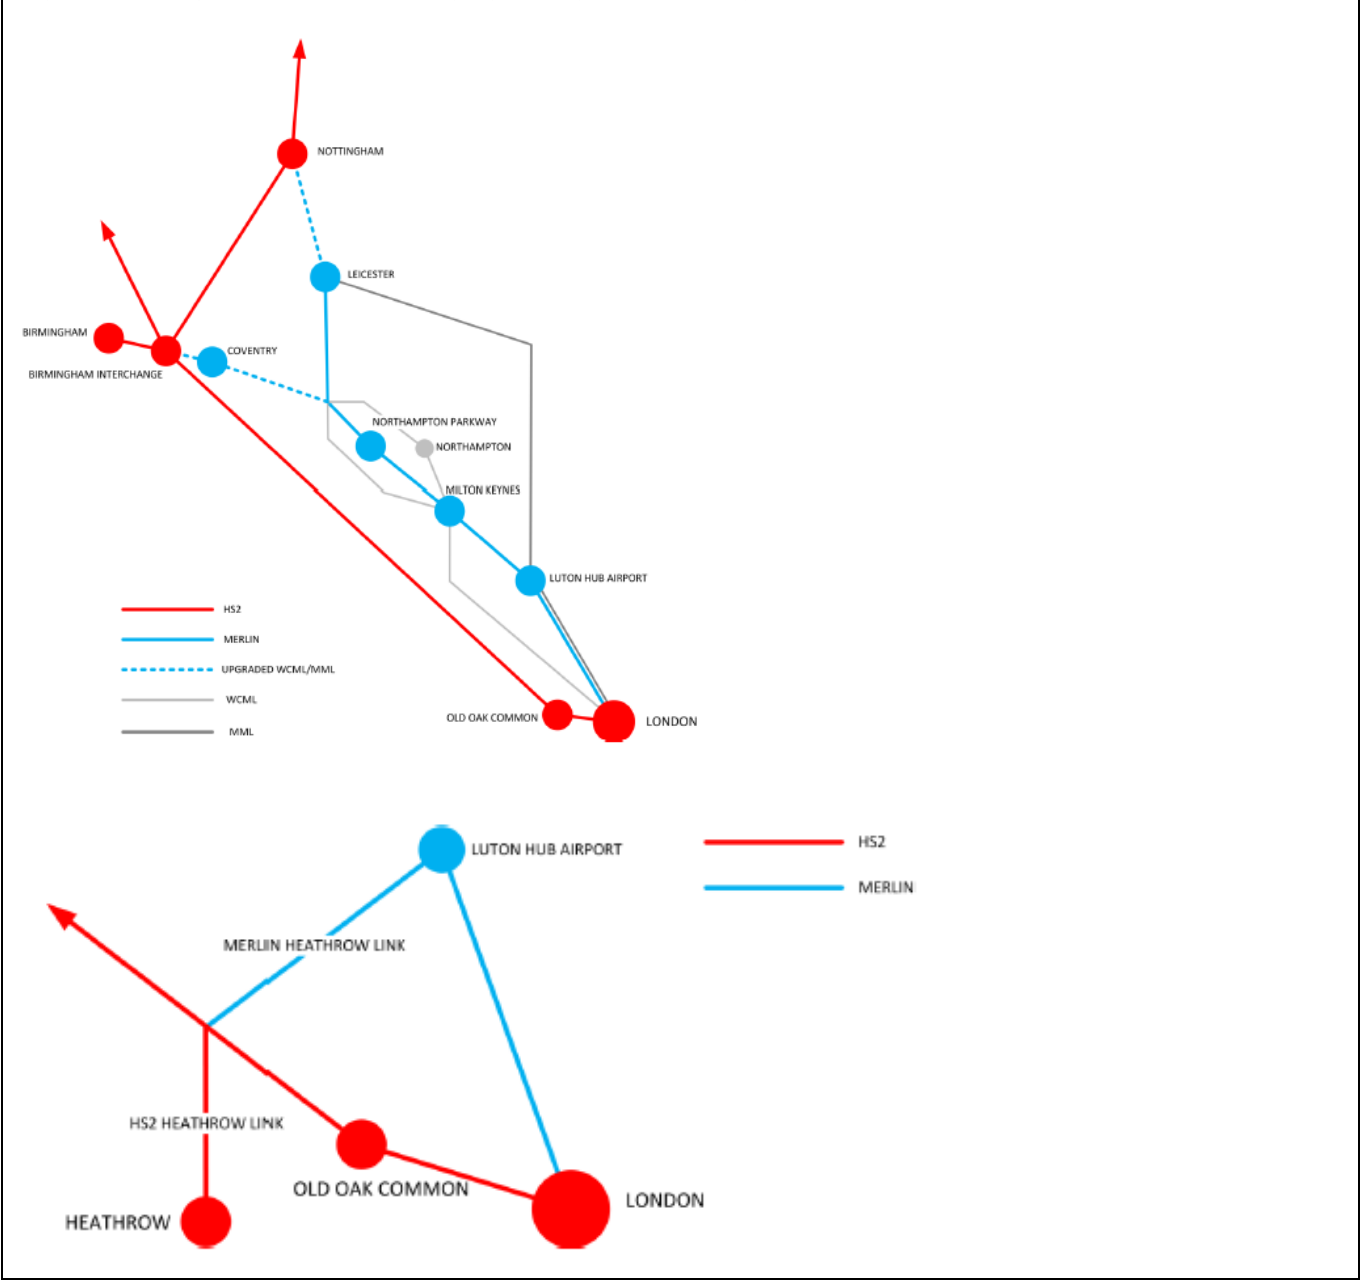 NOTTINGHAM
LEICESTER
BIRMINGHAM
COVENTRY
BIRMINGHAM INTERCHANGE
NORTHAMPTON PARKWAY
NORTHAMPTON
MILTON KEYNES
LUTON HUB AIRPORT
HS2
MERLIN
UPGRADED WCML/MML
WCML
OLD OAK COMMON
LONDON
MML
LUTON HUB AIRPORT
HS2
MERLIN
MERLIN HEATHROW LINK
HS2 HEATHROW LINK
OLD OAK COMMON
LONDON
HEATHROW